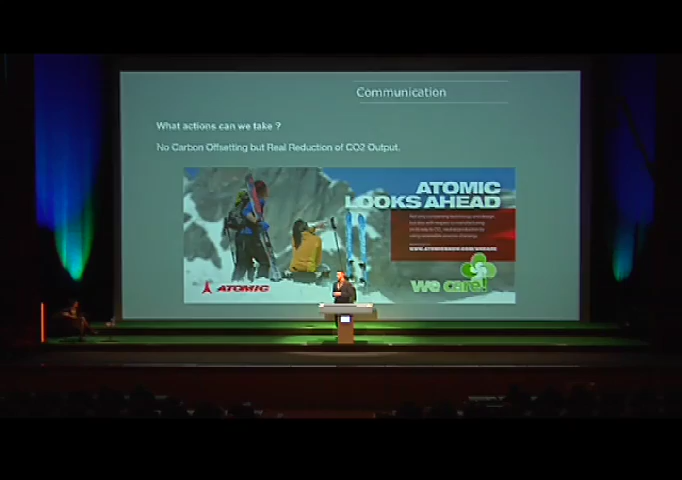 Communication
What actions can we take ?
No Carbon Offsetting but Real Reduction of CO2 Output.
ATOMIC
LOOKS AHEAD
ATOMIC
we care!